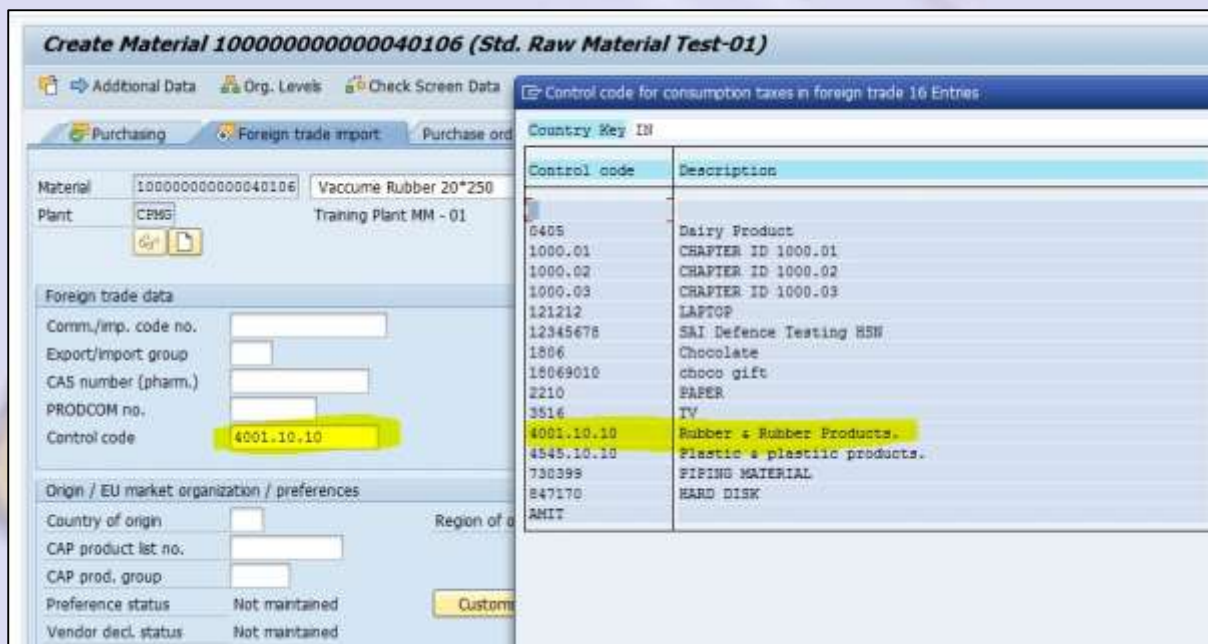 Create Material 100000000000040106 (Std. Raw Material Test-01)
Additional Data Org. Levels Check Screen Data
Purchasing Foreign trade import Purchase ord
Material 100000000000040106 Vaccume Rubber 20*250
Plant CPMG Training Plant MM - 01
Foreign trade data
Comm./imp. code no.
Export/import group
CAS number (pharm.)
PRODCOM no.
Control code 4001.10.10
Origin / EU market organization / preferences
Country of origin Region of o
CAP product list no.
CAP prod. group
Preference status Not maintained Custom
Vendor decl. status Not maintained
Control code for consumption taxes in foreign trade 16 Entries
Country Key IN
Control code Description
0405 Dairy Product
1000.01 CHAPTER ID 1000.01
1000.02 CHAPTER ID 1000.02
1000.03 CHAPTER ID 1000.03
121212 LAPTOP
12345678 SAI Defence Testing HSN
1806 Chocolate
18069010 choco gift
2210 PAPER
3516 TV
4001.10.10 Rubber & Rubber Products.
4545.10.10 Plastic & plastiic products.
730399 PIPING MATERIAL
847170 HARD DISK
AMIT